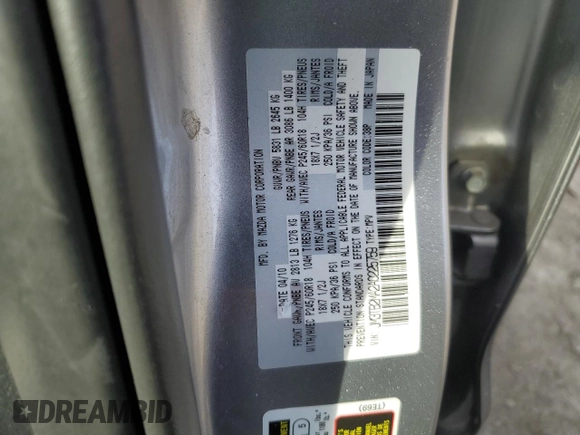 MFD. BY MAZDA MOTOR CORPORATION
GVWR/PNBV 5831 LB 2645 KG
DATE 04/10
FRONT GAWR/PNBE AV 2813 LB 1276 KG
REAR GAWR/PNBE AR 3086 LB 1400 KG
WITH/AVEC P245/60R18 104H TIRES/PNEUS
WITH/AVEC P245/60R18 104H TIRES/PNEUS
18X7 1/2J RIMS/JANTES
18X7 1/2J RIMS/JANTES
250 KPA/36 PSI COLD/A FROID
250 KPA/36 PSI COLD/A FROID
THIS VEHICLE CONFORMS TO ALL APPLICABLE FEDERAL MOTOR VEHICLE SAFETY AND THEFT
PREVENTION STANDARDS IN EFFECT ON THE DATE OF MANUFACTURE SHOWN ABOVE.
VIN:
TYPE: MPV
COLOR CODE: 38P
MADE IN JAPAN
(TE69)
DREAMBID